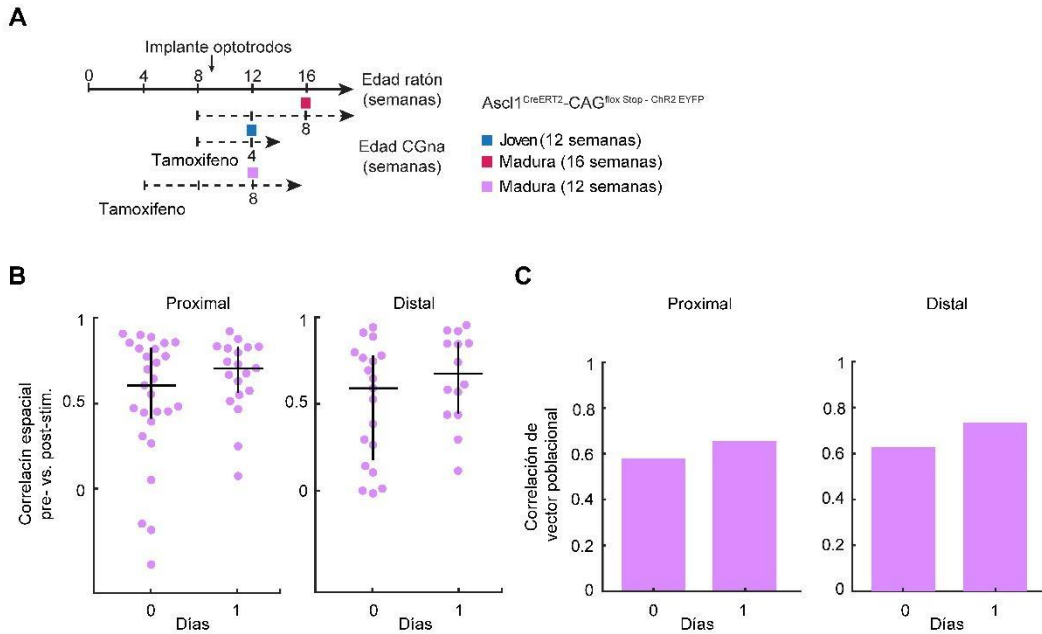 A
Implante optotrodos
0 4 8 12 16
Edad ratón
(semanas)
8
Tamoxifeno
4
Edad CGna
(semanas)
8
Tamoxifeno
Ascl1CreERT2-CAGflox Stop - ChR2 EYFP
Joven (12 semanas)
Madura (16 semanas)
Madura (12 semanas)
B
Proximal
Distal
Correlacín espacial
pre- vs. post-stim.
1
0.5
0
0 1
Días
1
0.5
0
0 1
Días
C
Proximal
Distal
Correlación de
vector poblacional
1
0.8
0.6
0.4
0.2
0
0 1
Días
1
0.8
0.6
0.4
0.2
0
0 1
Días